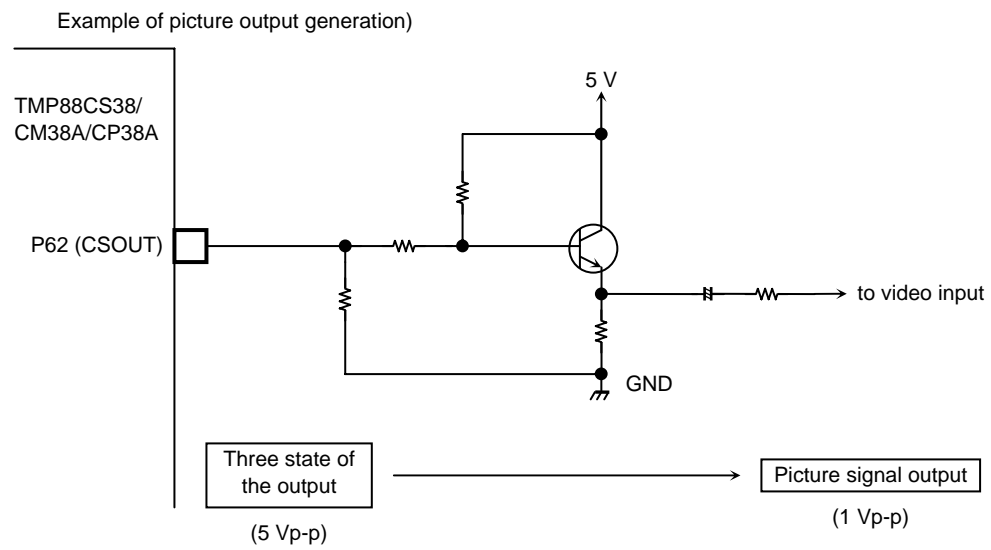 Example of picture output generation)
5 V
TMP88CS38/
CM38A/CP38A
P62 (CSOUT)
to video input
GND
Three state of
the output
Picture signal output
(5 Vp-p)
(1 Vp-p)